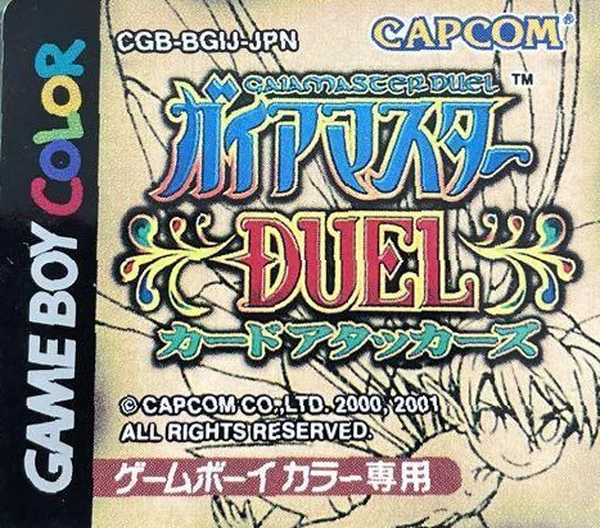 GAME BOY COLOR
CGB-BGIJ-JPN
CAPCOM®
GAIAMASTER DUEL
ガイアマスター™
DUEL
カードアタッカーズ
© CAPCOM CO.,LTD. 2000, 2001
ALL RIGHTS RESERVED.
ゲームボーイカラー専用